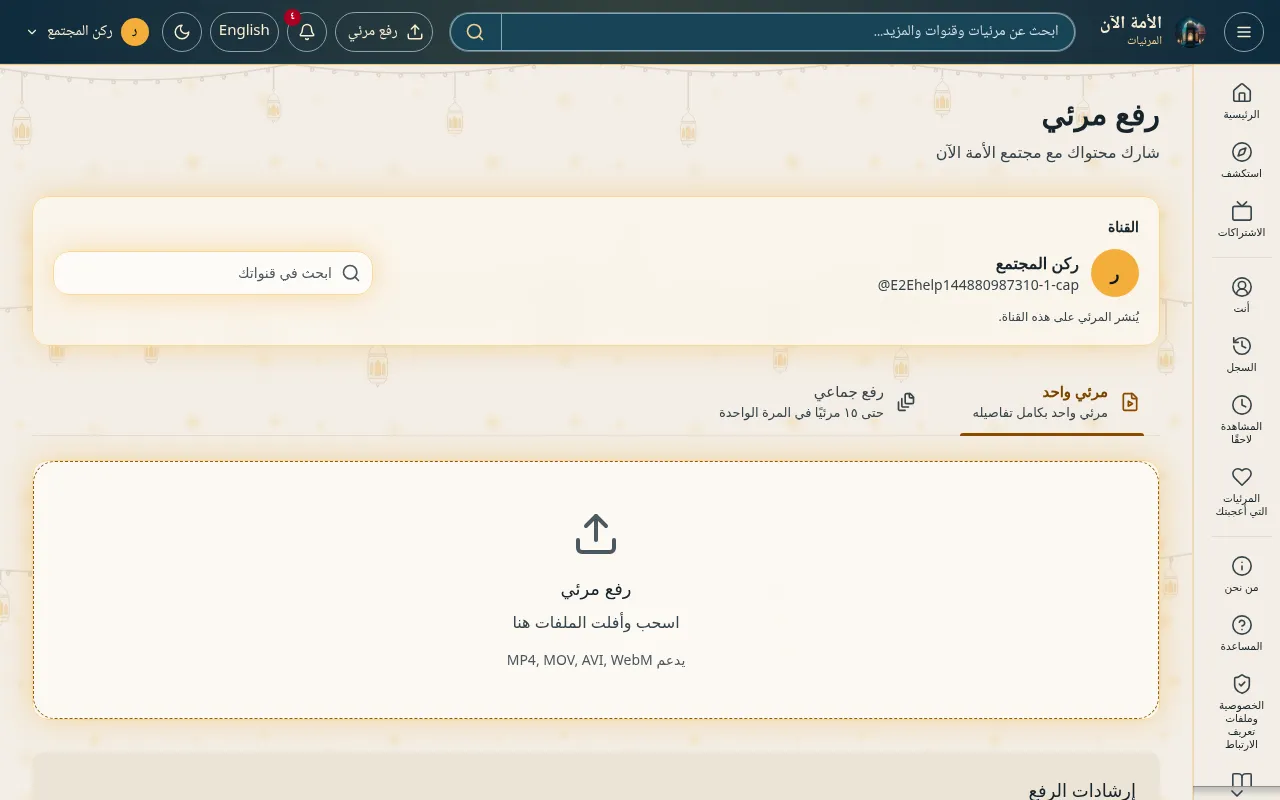 الأمة الآن
المرئيات
ابحث عن مرئيات وقنوات والمزيد...
رفع مرئي
٤
English
ر
ركن المجتمع
الرئيسية
استكشف
الاشتراكات
أنت
السجل
المشاهدة
لاحقًا
المرئيات
التي أعجبتك
من نحن
المساعدة
الخصوصية
وملفات
تعريف
الارتباط
رفع مرئي
شارك محتواك مع مجتمع الأمة الآن
القناة
ر
ركن المجتمع
@E2Ehelp144880987310-1-cap
يُنشر المرئي على هذه القناة.
ابحث في قنواتك
مرئي واحد
مرئي واحد بكامل تفاصيله
رفع جماعي
حتى ١٥ مرئيًا في المرة الواحدة
رفع مرئي
اسحب وأفلت الملفات هنا
يدعم MP4, MOV, AVI, WebM
إرشادات الرفع